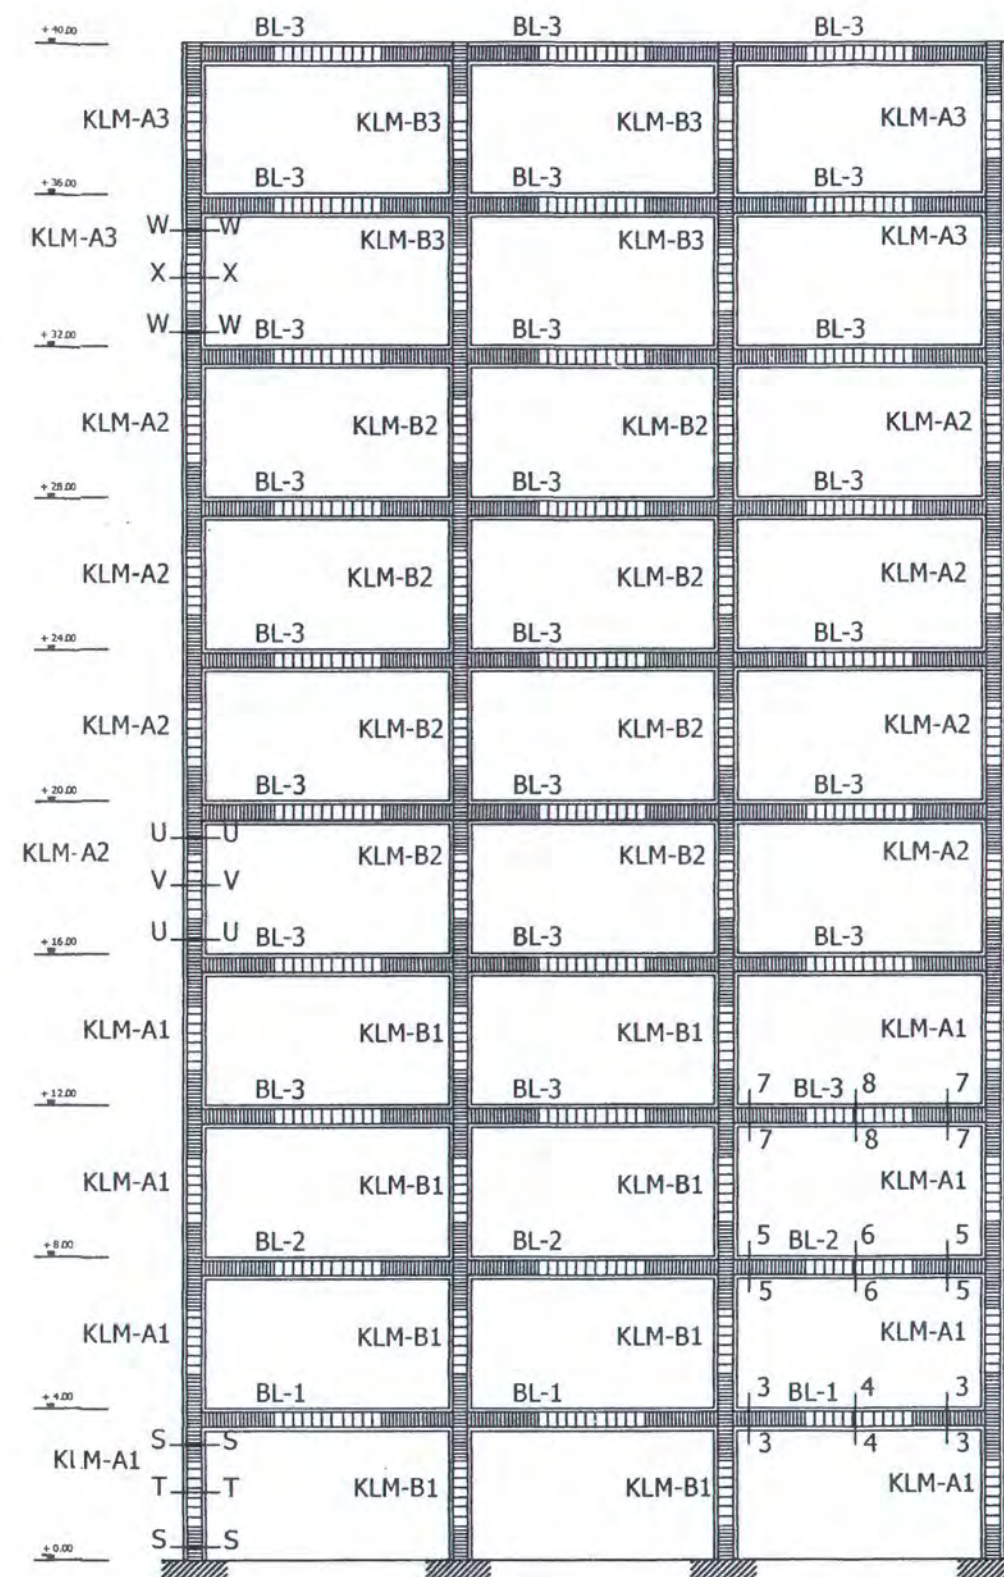 + 40.00 BL-3 BL-3 BL-3
KLM-A3 KLM-B3 KLM-B3 KLM-A3
+ 36.00 BL-3 BL-3 BL-3
KLM-A3 W W KLM-B3 KLM-B3 KLM-A3
X X
W W
+ 32.00 BL-3 BL-3 BL-3
KLM-A2 KLM-B2 KLM-B2 KLM-A2
+ 28.00 BL-3 BL-3 BL-3
KLM-A2 KLM-B2 KLM-B2 KLM-A2
+ 24.00 BL-3 BL-3 BL-3
KLM-A2 KLM-B2 KLM-B2 KLM-A2
+ 20.00 BL-3 BL-3 BL-3
U U
KLM-A2 KLM-B2 KLM-B2 KLM-A2
V V
U U
+ 16.00 BL-3 BL-3 BL-3
KLM-A1 KLM-B1 KLM-B1 KLM-A1
+ 12.00 BL-3 BL-3 7 BL-3 8 7
7 8 7
KLM-A1 KLM-B1 KLM-B1 KLM-A1
+ 8.00 BL-2 BL-2 5 BL-2 6 5
5 6 5
KLM-A1 KLM-B1 KLM-B1 KLM-A1
+ 4.00 BL-1 BL-1 3 BL-1 4 3
S S 3 4 3
KLM-A1
T T KLM-B1 KLM-B1 KLM-A1
S S
+ 0.00